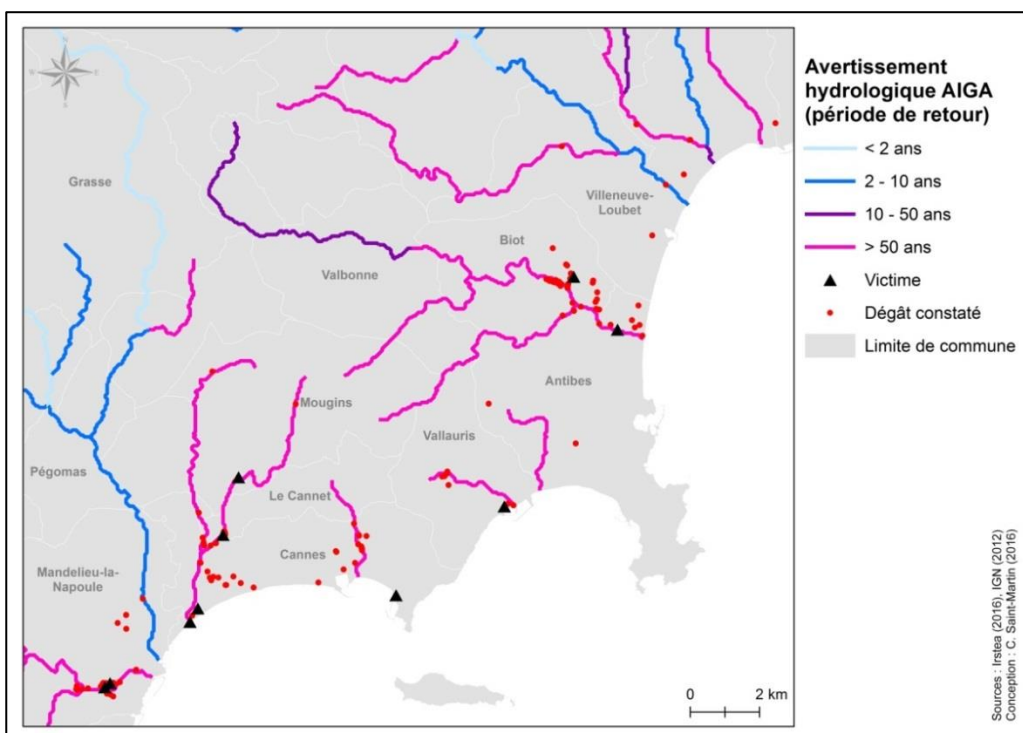 Avertissement
hydrologique AIGA
(période de retour)
< 2 ans
2 - 10 ans
10 - 50 ans
> 50 ans
Victime
Dégât constaté
Limite de commune
Grasse
Villeneuve-
Loubet
Biot
Valbonne
Antibes
Mougins
Vallauris
Pégomas
Le Cannet
Cannes
Mandelieu-la-
Napoule
0 2 km
Sources : Irstea (2016), IGN (2012)
Conception : C. Saint-Martin (2016)